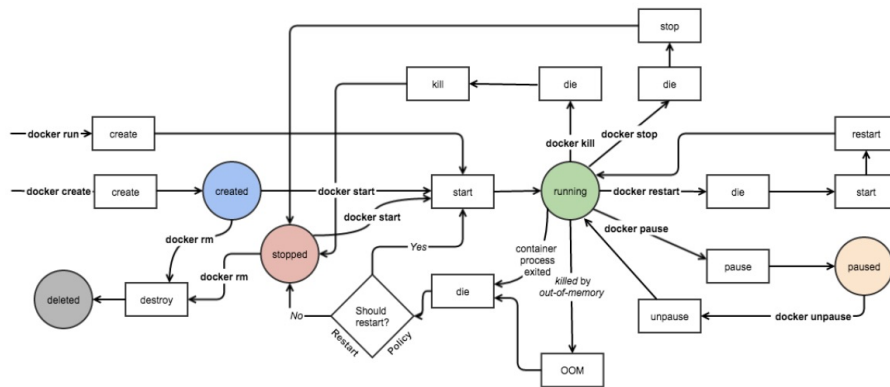 stop
kill
die
die
docker run
create
docker kill
docker stop
restart
docker create
create
created
docker start
start
running
docker restart
die
start
docker start
docker rm
stopped
docker rm
Yes
container
process
exited
docker pause
killed by
out-of-memory
pause
paused
deleted
destroy
No
Should
restart?
Restart
Policy
die
unpause
docker unpause
OOM